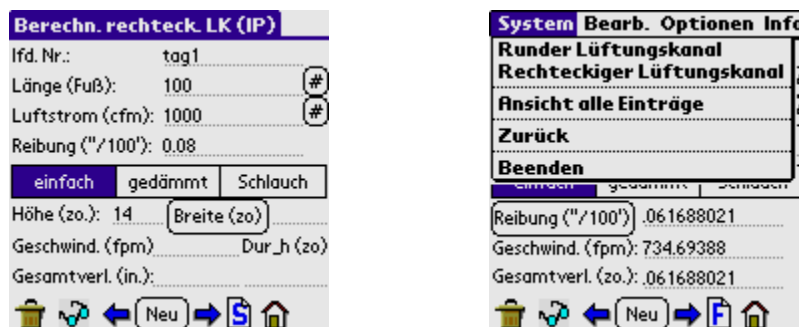 Berechn. rechteck. LK (IP)
lfd. Nr.: tag1
Länge (Fuß): 100 #
Luftstrom (cfm): 1000 #
Reibung ("/100'): 0.08
einfach gedämmt Schlauch
Höhe (zo.): 14 Breite (zo)
Geschwind. (fpm) Dur_h (zo)
Gesamtverl. (in.):
Neu S
System Bearb. Optionen Info
Runder Lüftungskanal
Rechteckiger Lüftungskanal
Ansicht alle Einträge
Zurück
Beenden
Reibung ("/100') .061688021
Geschwind. (fpm): 734.69388
Gesamtverl. (zo.): .061688021
Neu F